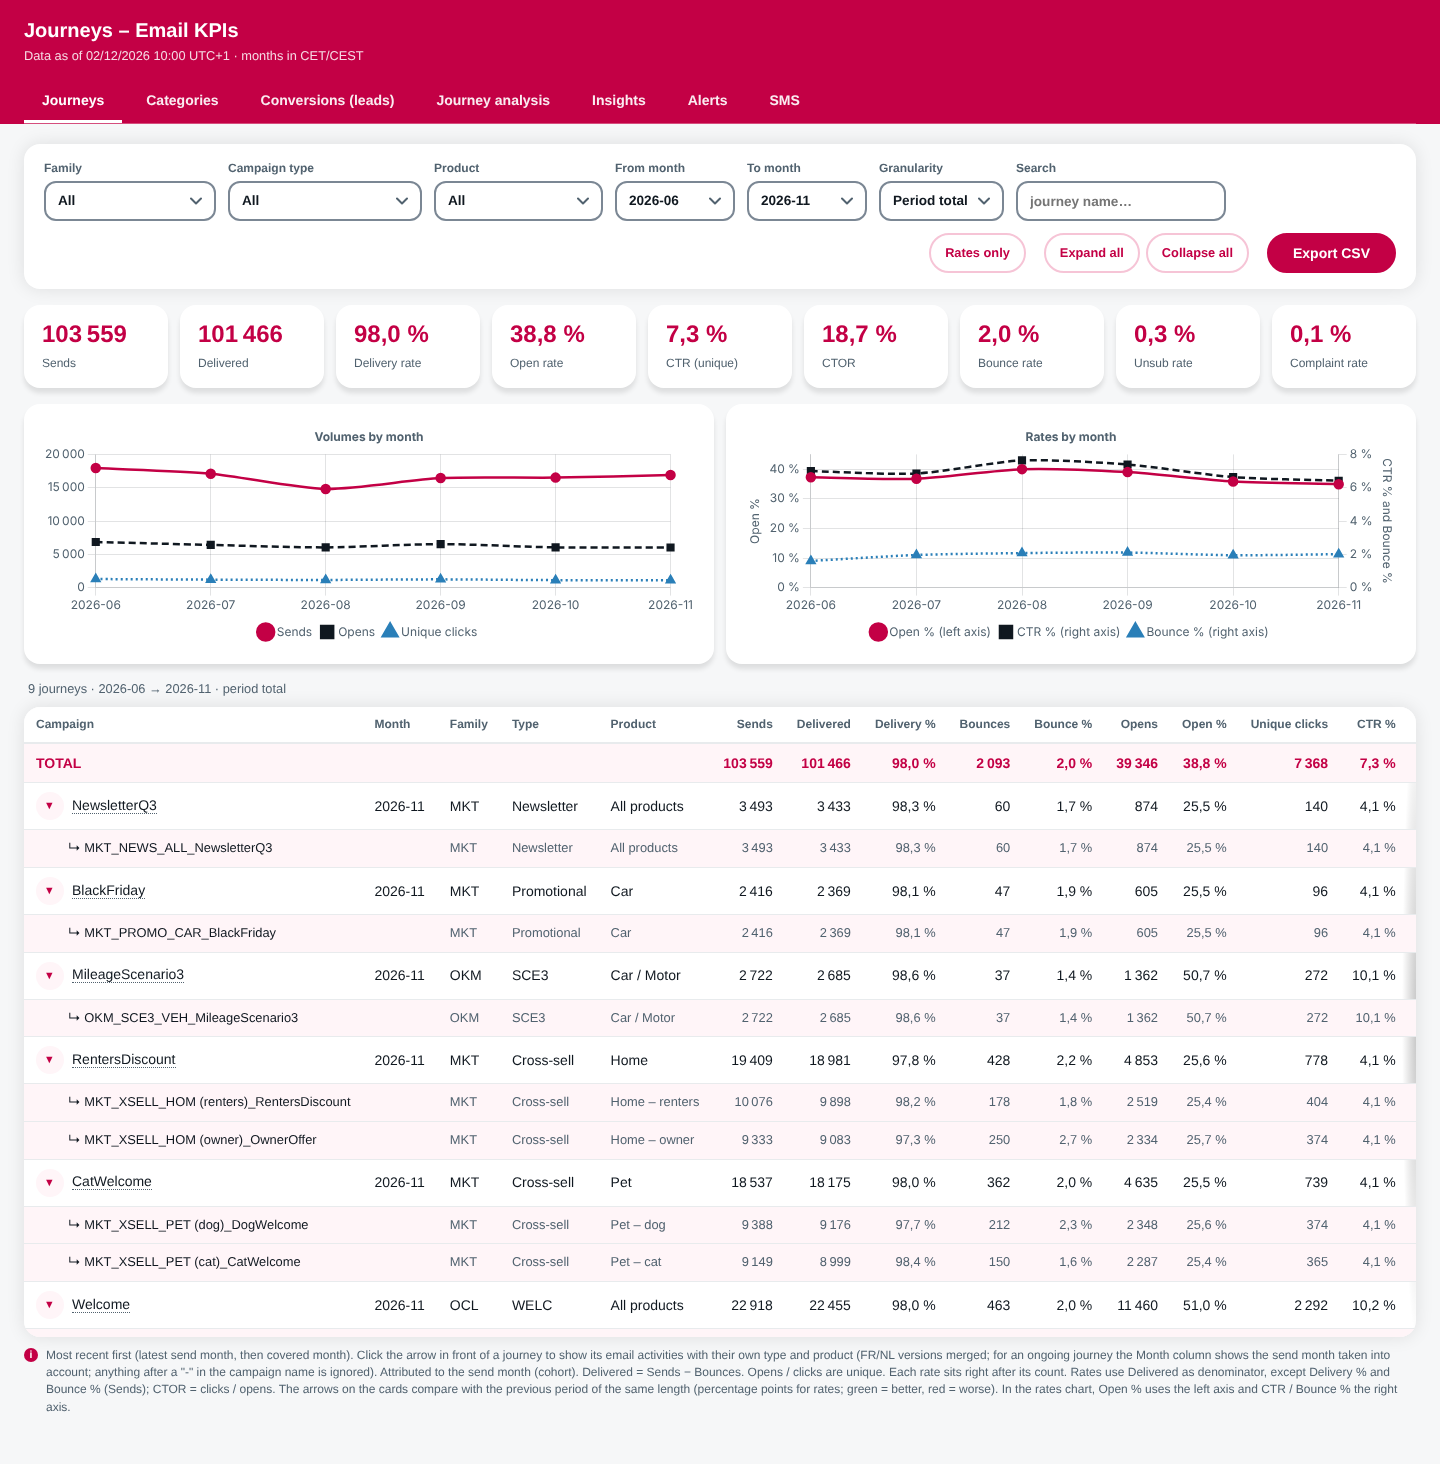 Journeys – Email KPIs
Data as of 02/12/2026 10:00 UTC+1 · months in CET/CEST
Journeys Categories Conversions (leads) Journey analysis Insights Alerts SMS
Family Campaign type Product From month To month Granularity Search
All All All 2026-06 2026-11 Period total journey name…
Rates only Expand all Collapse all Export CSV
103 559 101 466 98,0 % 38,8 % 7,3 % 18,7 % 2,0 % 0,3 % 0,1 %
Sends Delivered Delivery rate Open rate CTR (unique) CTOR Bounce rate Unsub rate Complaint rate
Volumes by month
20 000
15 000
10 000
5 000
0
2026-06 2026-07 2026-08 2026-09 2026-10 2026-11
Sends Opens Unique clicks
Rates by month
Open %
40 %
30 %
20 %
10 %
0 %
8 %
6 %
4 %
2 %
0 %
CTR % and Bounce %
2026-06 2026-07 2026-08 2026-09 2026-10 2026-11
Open % (left axis) CTR % (right axis) Bounce % (right axis)
9 journeys · 2026-06 → 2026-11 · period total
Campaign Month Family Type Product Sends Delivered Delivery % Bounces Bounce % Opens Open % Unique clicks CTR %
TOTAL 103 559 101 466 98,0 % 2 093 2,0 % 39 346 38,8 % 7 368 7,3 %
▼ NewsletterQ3 2026-11 MKT Newsletter All products 3 493 3 433 98,3 % 60 1,7 % 874 25,5 % 140 4,1 %
↳ MKT_NEWS_ALL_NewsletterQ3 MKT Newsletter All products 3 493 3 433 98,3 % 60 1,7 % 874 25,5 % 140 4,1 %
▼ BlackFriday 2026-11 MKT Promotional Car 2 416 2 369 98,1 % 47 1,9 % 605 25,5 % 96 4,1 %
↳ MKT_PROMO_CAR_BlackFriday MKT Promotional Car 2 416 2 369 98,1 % 47 1,9 % 605 25,5 % 96 4,1 %
▼ MileageScenario3 2026-11 OKM SCE3 Car / Motor 2 722 2 685 98,6 % 37 1,4 % 1 362 50,7 % 272 10,1 %
↳ OKM_SCE3_VEH_MileageScenario3 OKM SCE3 Car / Motor 2 722 2 685 98,6 % 37 1,4 % 1 362 50,7 % 272 10,1 %
▼ RentersDiscount 2026-11 MKT Cross-sell Home 19 409 18 981 97,8 % 428 2,2 % 4 853 25,6 % 778 4,1 %
↳ MKT_XSELL_HOM (renters)_RentersDiscount MKT Cross-sell Home – renters 10 076 9 898 98,2 % 178 1,8 % 2 519 25,4 % 404 4,1 %
↳ MKT_XSELL_HOM (owner)_OwnerOffer MKT Cross-sell Home – owner 9 333 9 083 97,3 % 250 2,7 % 2 334 25,7 % 374 4,1 %
▼ CatWelcome 2026-11 MKT Cross-sell Pet 18 537 18 175 98,0 % 362 2,0 % 4 635 25,5 % 739 4,1 %
↳ MKT_XSELL_PET (dog)_DogWelcome MKT Cross-sell Pet – dog 9 388 9 176 97,7 % 212 2,3 % 2 348 25,6 % 374 4,1 %
↳ MKT_XSELL_PET (cat)_CatWelcome MKT Cross-sell Pet – cat 9 149 8 999 98,4 % 150 1,6 % 2 287 25,4 % 365 4,1 %
▼ Welcome 2026-11 OCL WELC All products 22 918 22 455 98,0 % 463 2,0 % 11 460 51,0 % 2 292 10,2 %
i Most recent first (latest send month, then covered month). Click the arrow in front of a journey to show its email activities with their own type and product (FR/NL versions merged; for an ongoing journey the Month column shows the send month taken into
account; anything after a "-" in the campaign name is ignored). Attributed to the send month (cohort). Delivered = Sends − Bounces. Opens / clicks are unique. Each rate sits right after its count. Rates use Delivered as denominator, except Delivery % and
Bounce % (Sends); CTOR = clicks / opens. The arrows on the cards compare with the previous period of the same length (percentage points for rates; green = better, red = worse). In the rates chart, Open % uses the left axis and CTR / Bounce % the right
axis.